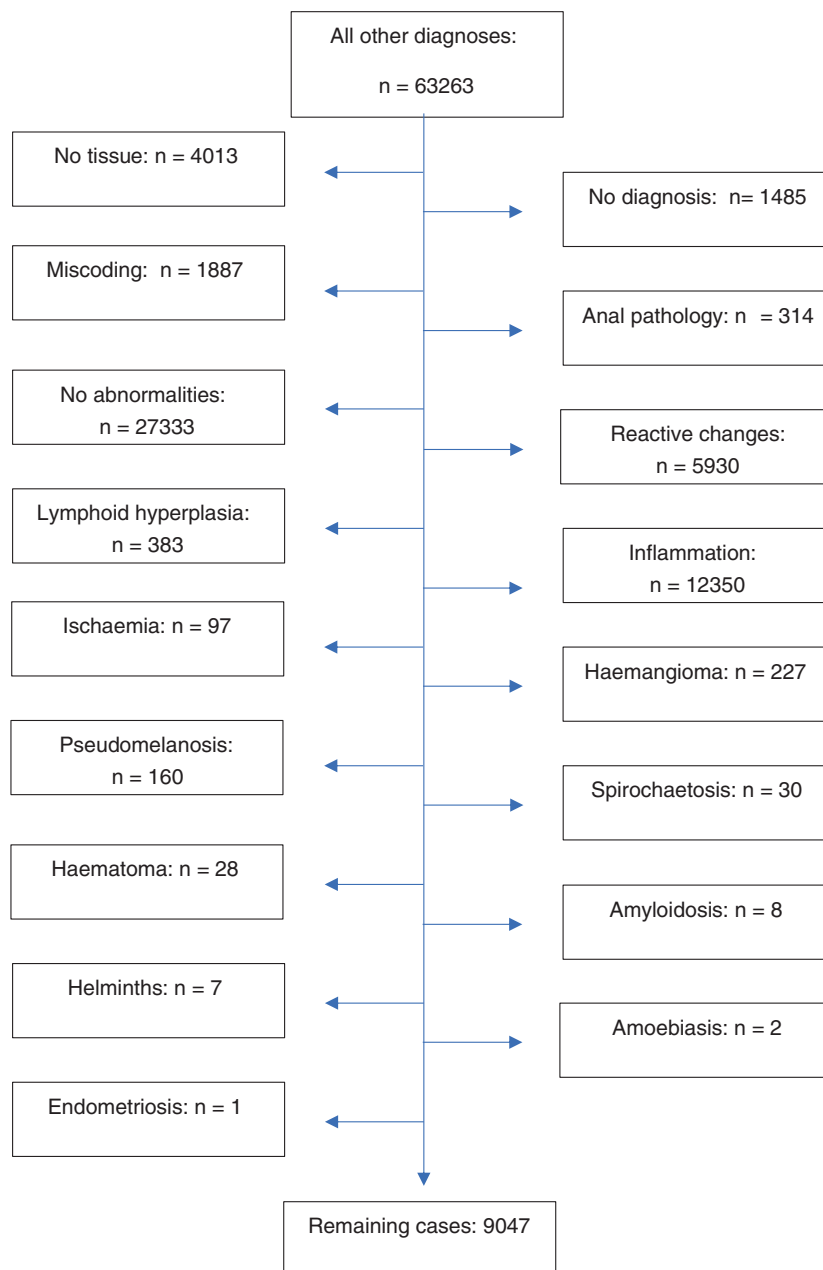 All other diagnoses:
n = 63263
No tissue: n = 4013
No diagnosis: n= 1485
Miscoding: n = 1887
Anal pathology: n = 314
No abnormalities:
n = 27333
Reactive changes:
n = 5930
Lymphoid hyperplasia:
n = 383
Inflammation:
n = 12350
Ischaemia: n = 97
Haemangioma: n = 227
Pseudomelanosis:
n = 160
Spirochaetosis: n = 30
Haematoma: n = 28
Amyloidosis: n = 8
Helminths: n = 7
Amoebiasis: n = 2
Endometriosis: n = 1
Remaining cases: 9047